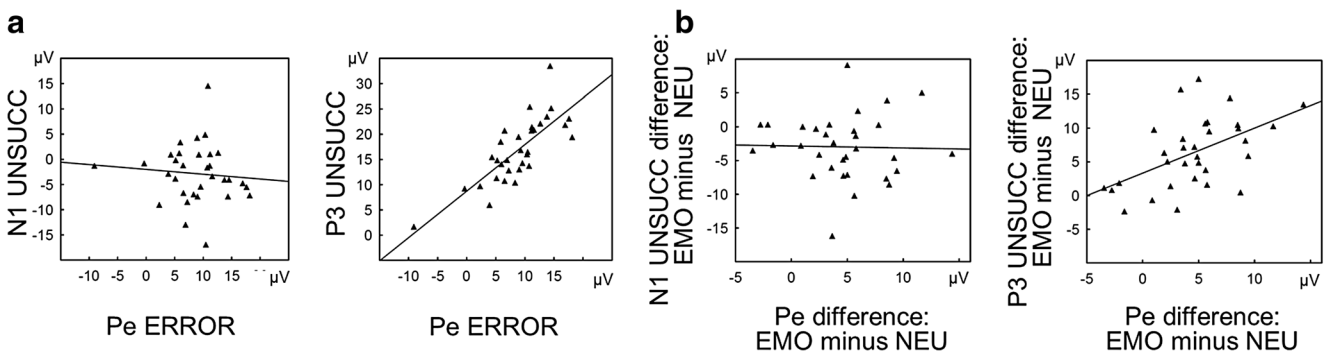 a
b
µV
15
10
5
0
-5
-10
-15
N1 UNSUCC
-10 -5 0 5 10 15 µV
Pe ERROR
µV
30
25
20
15
10
5
0
P3 UNSUCC
-10 -5 0 5 10 15 µV
Pe ERROR
µV
5
0
-5
-10
-15
N1 UNSUCC difference:
EMO minus NEU
-5 0 5 10 µV
Pe difference:
EMO minus NEU
µV
15
10
5
0
-5
P3 UNSUCC difference:
EMO minus NEU
-5 0 5 10 µV
Pe difference:
EMO minus NEU